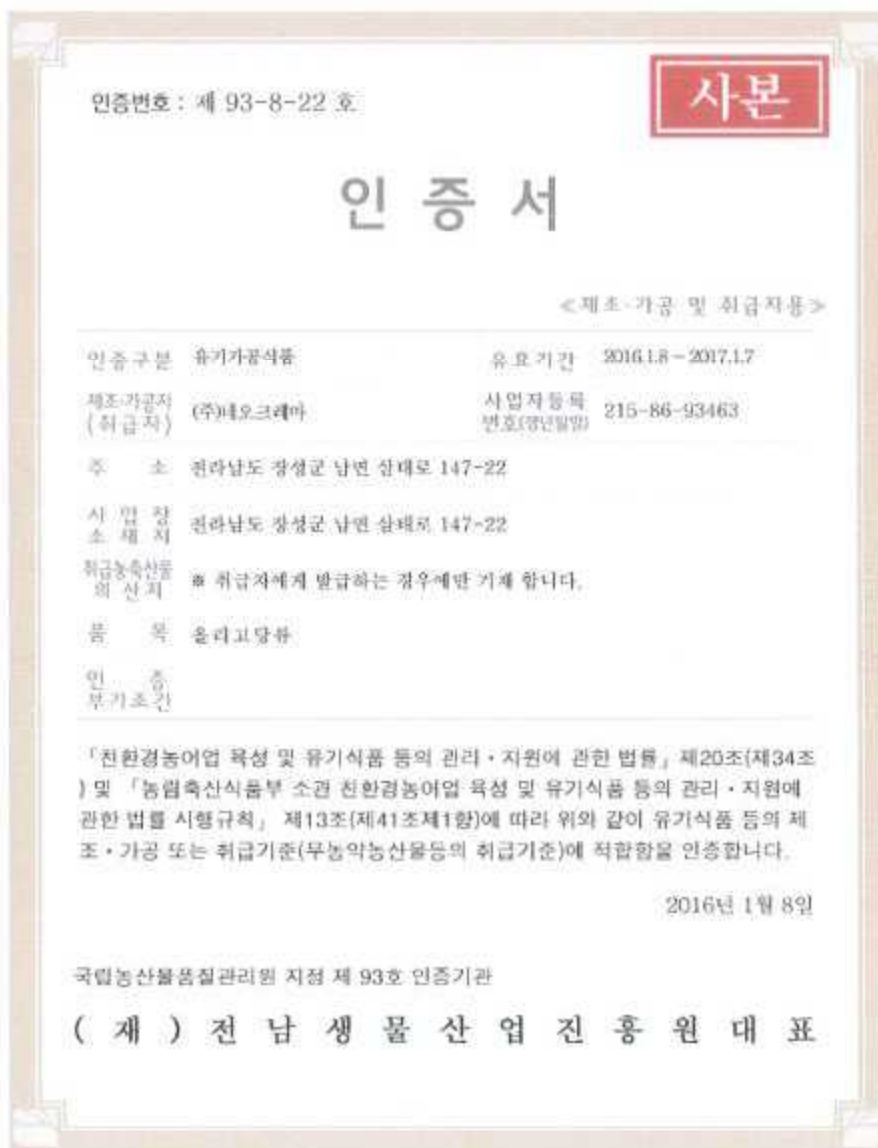 인증번호 : 제 93-8-22 호
사본
인 증 서
<제조·가공 및 취급자용>
인증구분 유기가공식품 유효기간 2016.1.8 ~ 2017.1.7
제조·가공자 (취급자) (주)네오크레마 사업자등록 번호(생년월일) 215-86-93463
주 소 전라남도 장성군 남면 삼태로 147-22
사업장 소재지 전라남도 장성군 남면 삼태로 147-22
취급농축산물의 산지 ※ 취급자에게 발급하는 경우에만 기재 합니다.
품 목 올리고당류
인 증 부기조건
「친환경농어업 육성 및 유기식품 등의 관리·지원에 관한 법률」 제20조(제34조
) 및 「농림축산식품부 소관 친환경농어업 육성 및 유기식품 등의 관리·지원에
관한 법률 시행규칙」 제13조(제41조제1항)에 따라 위와 같이 유기식품 등의 제
조·가공 또는 취급기준(무농약농산물등의 취급기준)에 적합함을 인증합니다.
2016년 1월 8일
국립농산물품질관리원 지정 제 93호 인증기관
( 재 ) 전 남 생 물 산 업 진 흥 원 대 표